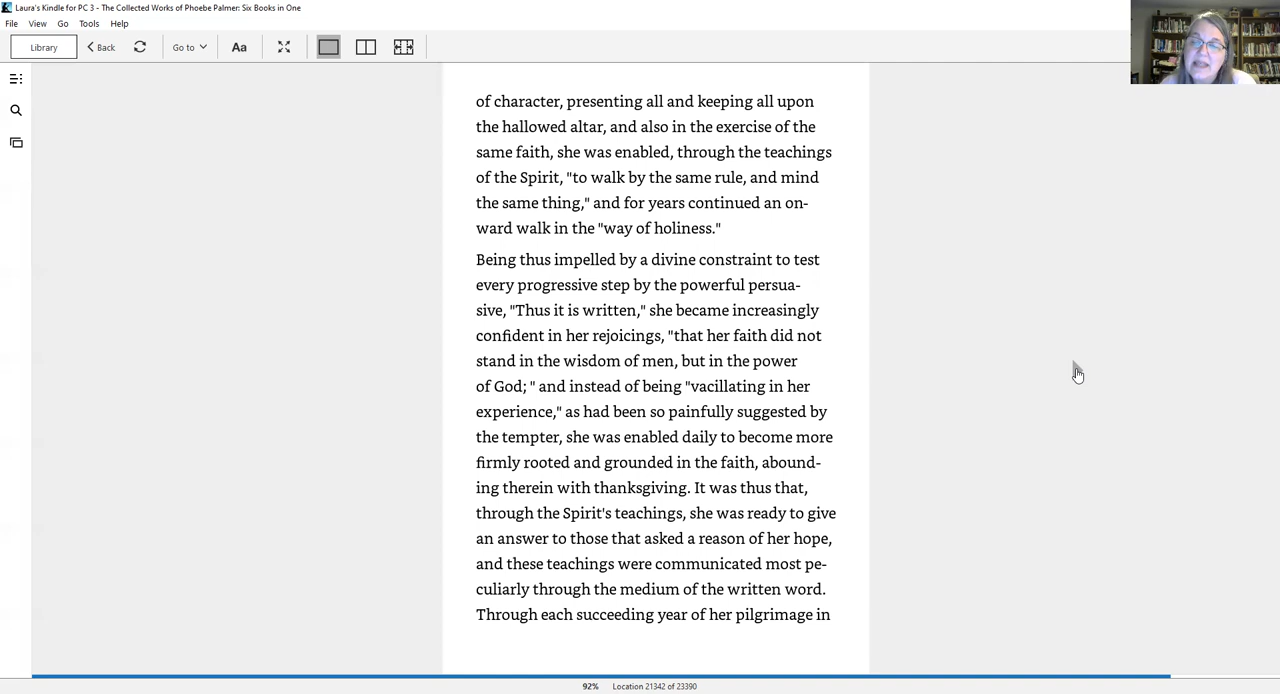 Laura's Kindle for PC 3 - The Collected Works of Phoebe Palmer: Six Books in One
File View Go Tools Help
Library Back Go to Aa
of character, presenting all and keeping all upon
the hallowed altar, and also in the exercise of the
same faith, she was enabled, through the teachings
of the Spirit, "to walk by the same rule, and mind
the same thing," and for years continued an on-
ward walk in the "way of holiness."
Being thus impelled by a divine constraint to test
every progressive step by the powerful persua-
sive, "Thus it is written," she became increasingly
confident in her rejoicings, "that her faith did not
stand in the wisdom of men, but in the power
of God; " and instead of being "vacillating in her
experience," as had been so painfully suggested by
the tempter, she was enabled daily to become more
firmly rooted and grounded in the faith, abound-
ing therein with thanksgiving. It was thus that,
through the Spirit's teachings, she was ready to give
an answer to those that asked a reason of her hope,
and these teachings were communicated most pe-
culiarly through the medium of the written word.
Through each succeeding year of her pilgrimage in
92% Location 21342 of 23390